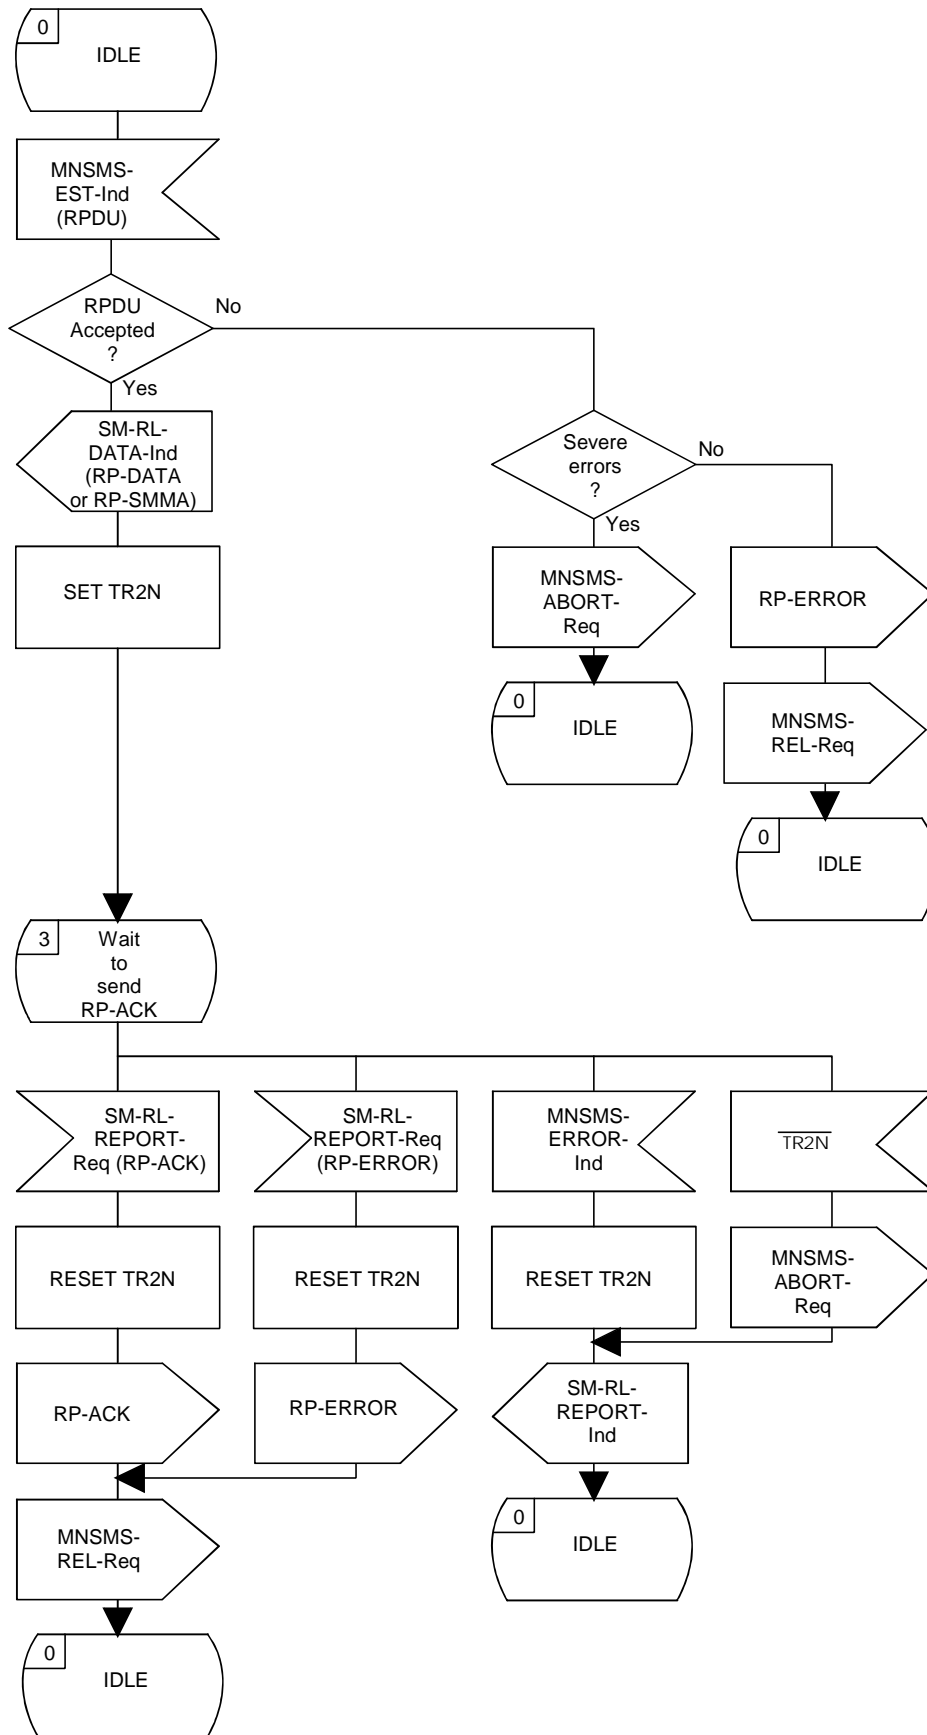 0
IDLE
MNSMS-
EST-Ind
(RPDU)
RPDU
Accepted
?
No
Yes
SM-RL-
DATA-Ind
(RP-DATA
or RP-SMMA)
SET TR2N
Severe
errors
?
No
Yes
MNSMS-
ABORT-
Req
0
IDLE
RP-ERROR
MNSMS-
REL-Req
0
IDLE
3
Wait
to
send
RP-ACK
SM-RL-
REPORT-
Req (RP-ACK)
SM-RL-
REPORT-Req
(RP-ERROR)
MNSMS-
ERROR-
Ind
TR2N
RESET TR2N
RESET TR2N
RESET TR2N
MNSMS-
ABORT-
Req
RP-ACK
RP-ERROR
SM-RL-
REPORT-
Ind
MNSMS-
REL-Req
0
IDLE
0
IDLE